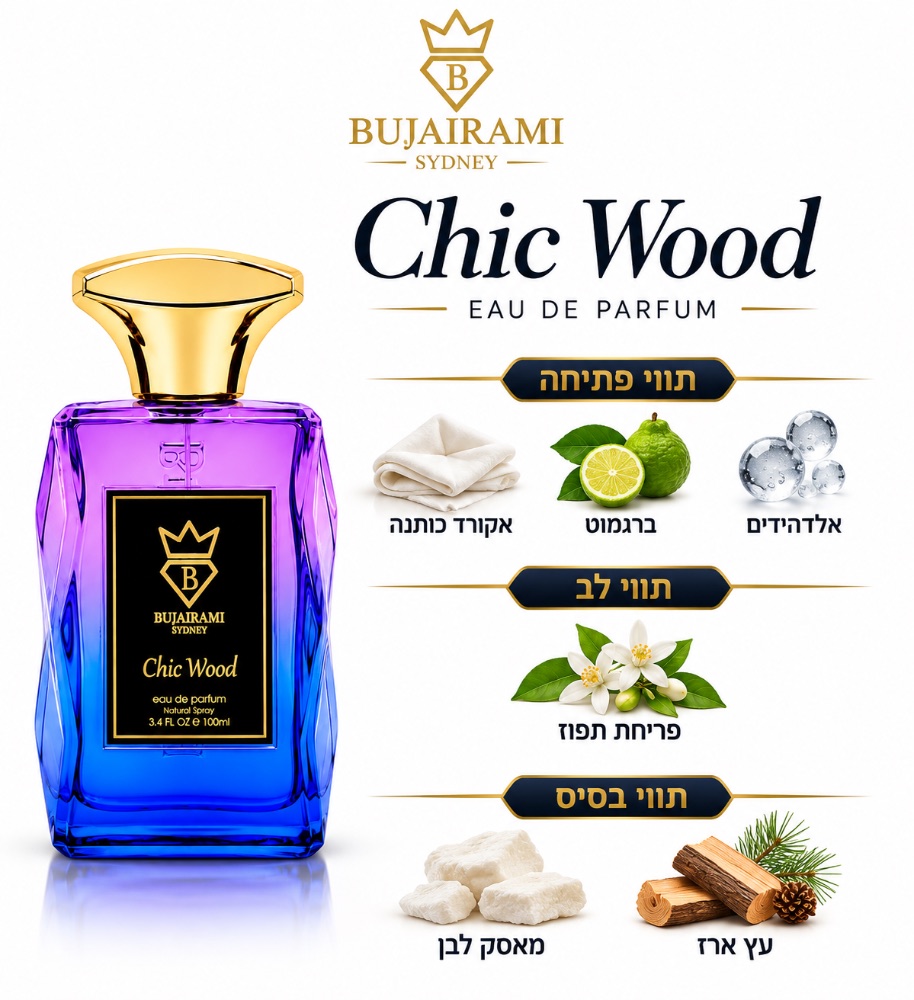 B
BUJAIRAMI
SYDNEY
Chic Wood
EAU DE PARFUM
תווי פתיחה
אלדהידים
ברגמוט
אקורד כותנה
תווי לב
פריחת תפוז
תווי בסיס
עץ ארז
מאסק לבן
B
BUJAIRAMI
SYDNEY
Chic Wood
eau de parfum
Natural Spray
3.4 FL OZ e 100ml